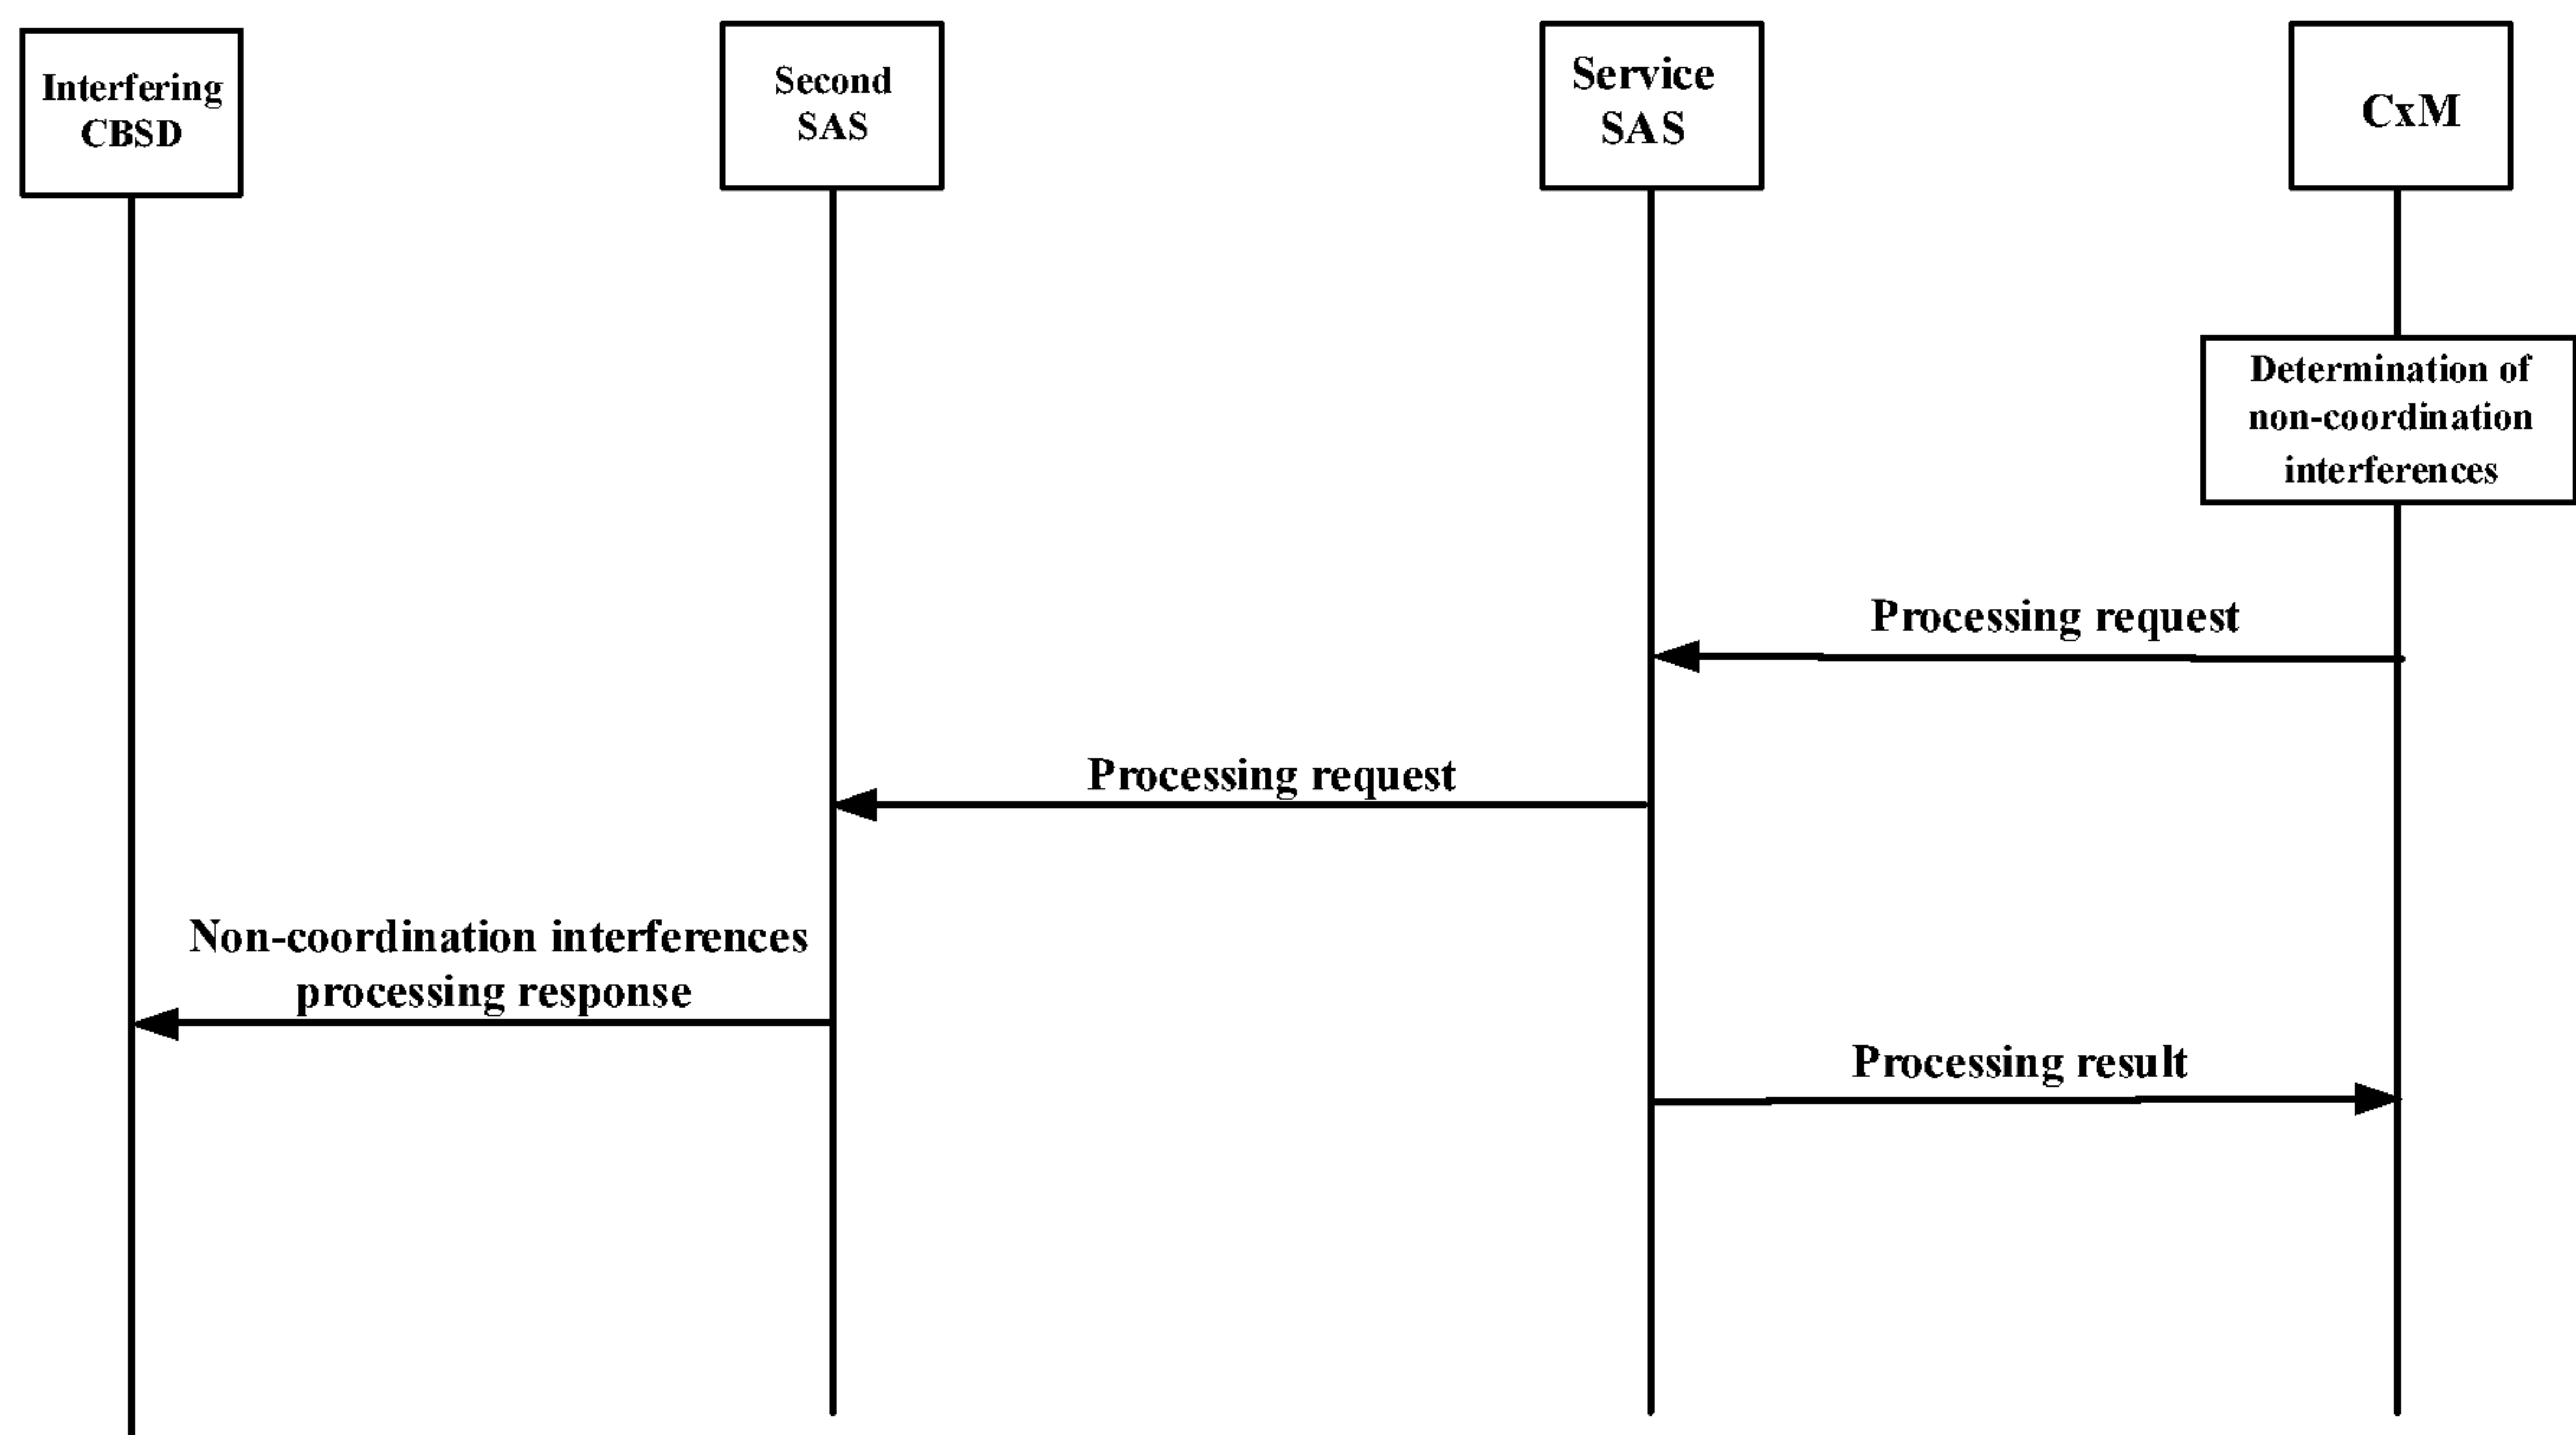 Interfering
CBSD
Second
SAS
Service
SAS
CxM
Determination of
non-coordination
interferences
Processing request
Processing request
Non-coordination interferences
processing response
Processing result